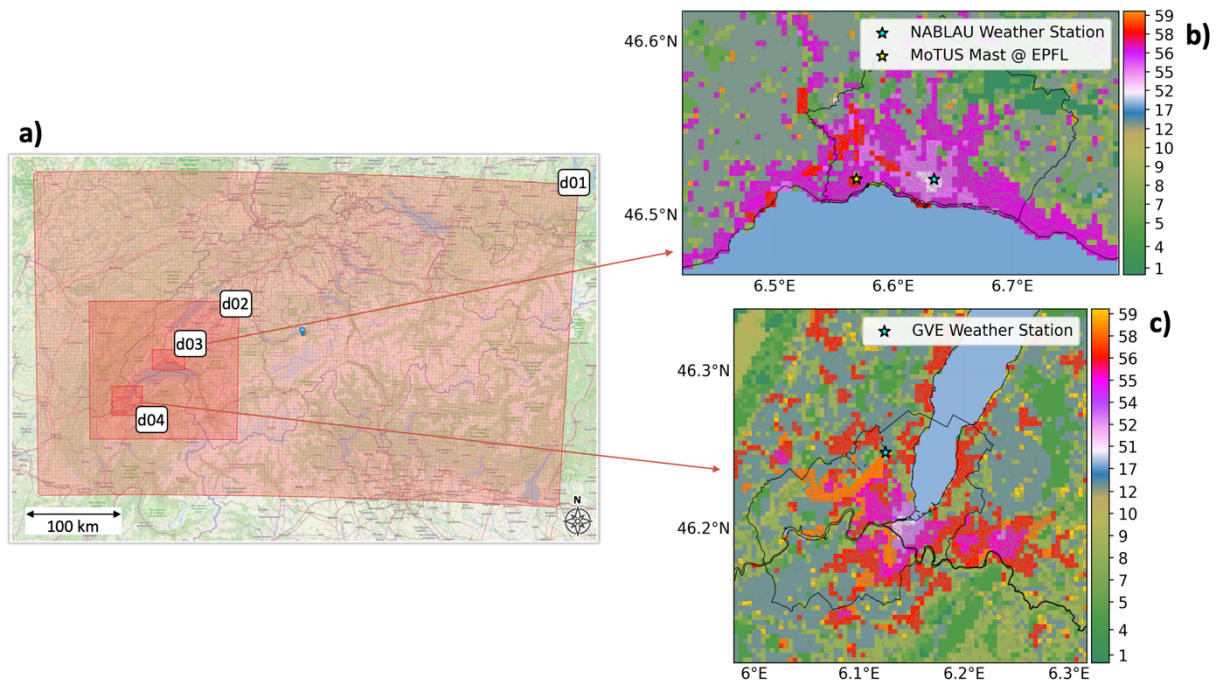 a)
d01
d02
d03
d04
100 km
N
b)
NABLAU Weather Station
MoTUS Mast @ EPFL
46.6°N
46.5°N
6.5°E
6.6°E
6.7°E
59
58
56
55
52
17
12
10
9
8
7
5
4
1
c)
GVE Weather Station
46.3°N
46.2°N
6°E
6.1°E
6.2°E
6.3°E
59
58
56
55
54
51
17
12
10
9
8
7
5
4
1